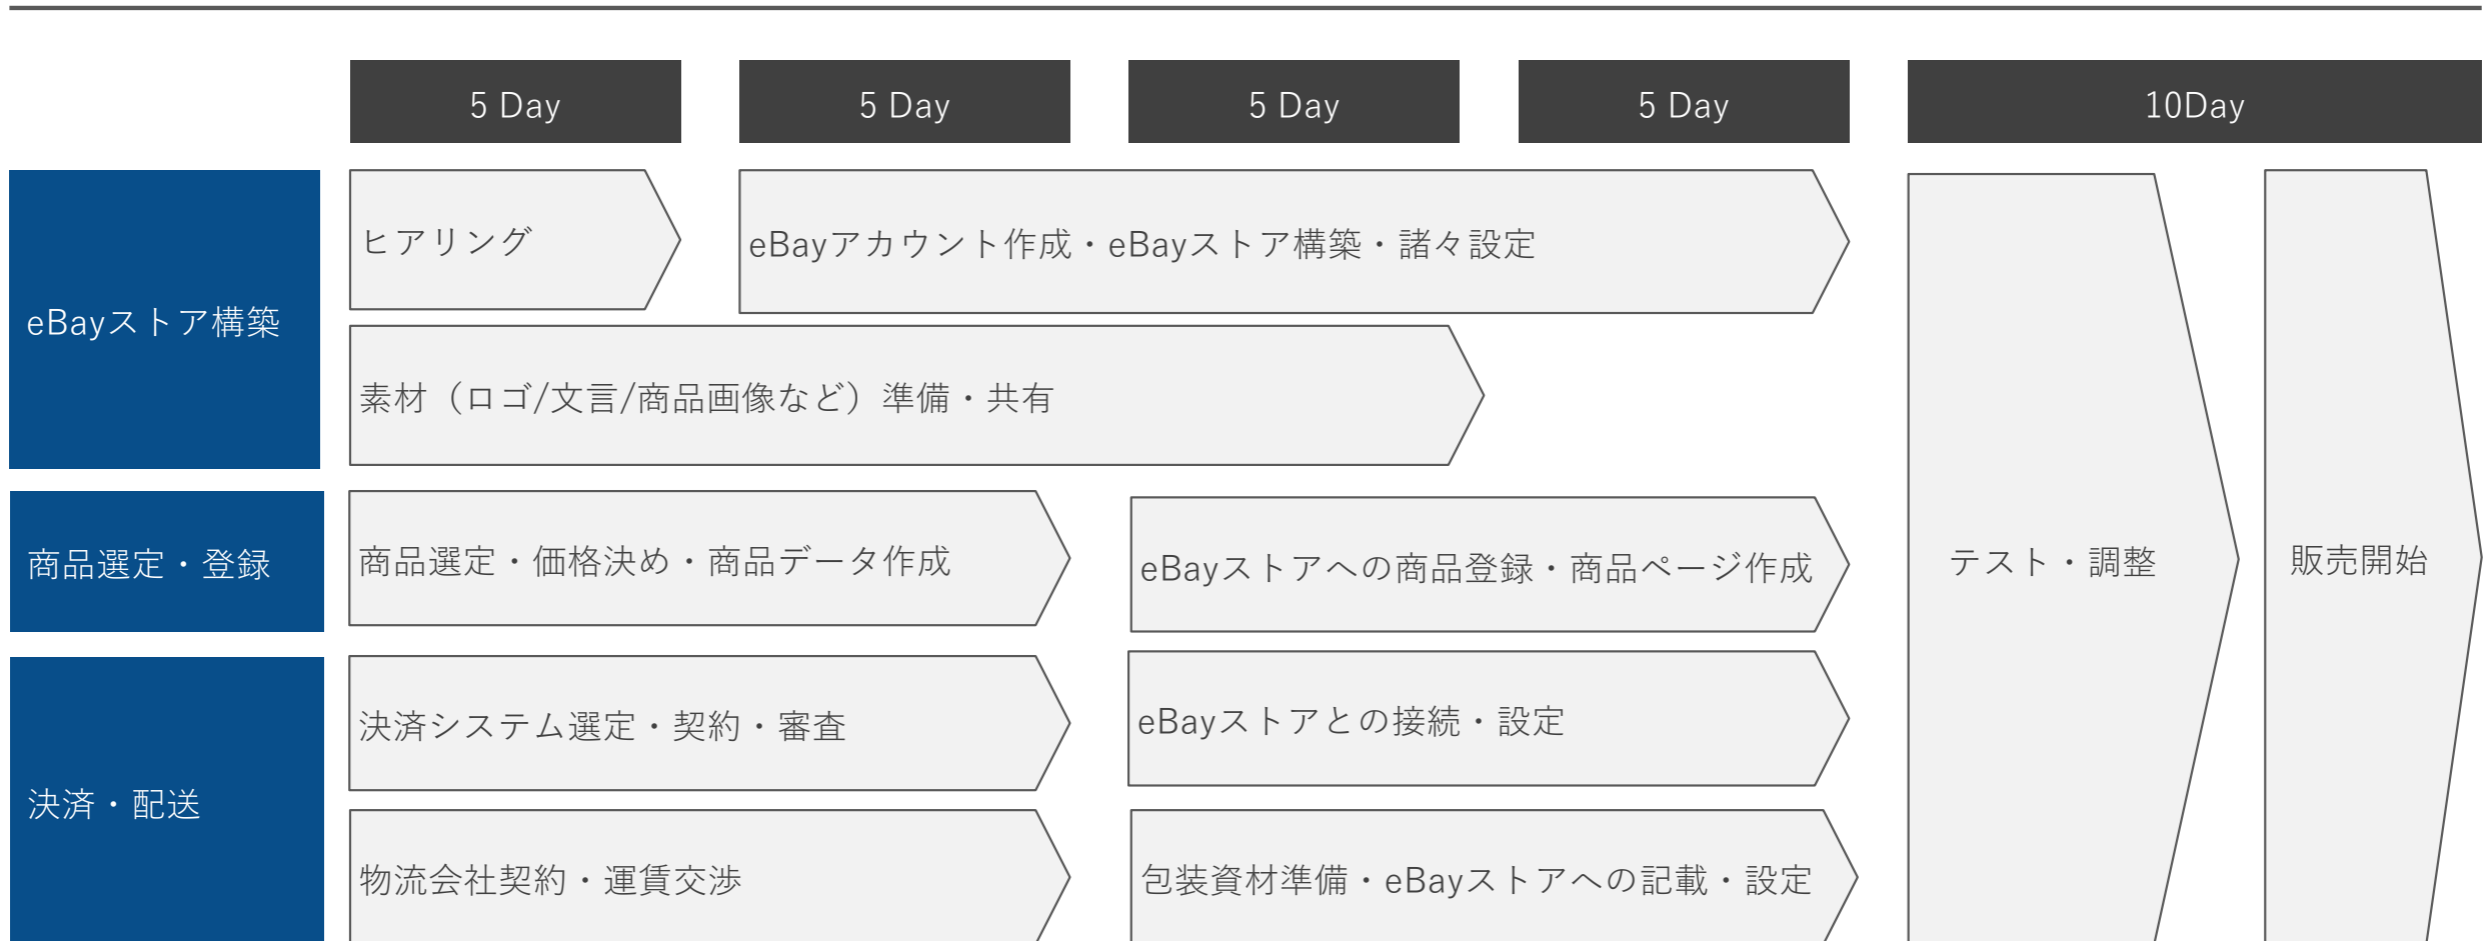 5 Day
5 Day
5 Day
5 Day
10Day
eBayストア構築
ヒアリング
eBayアカウント作成・eBayストア構築・諸々設定
素材（ロゴ/文言/商品画像など）準備・共有
商品選定・登録
商品選定・価格決め・商品データ作成
eBayストアへの商品登録・商品ページ作成
決済・配送
決済システム選定・契約・審査
eBayストアとの接続・設定
物流会社契約・運賃交渉
包装資材準備・eBayストアへの記載・設定
テスト・調整
販売開始